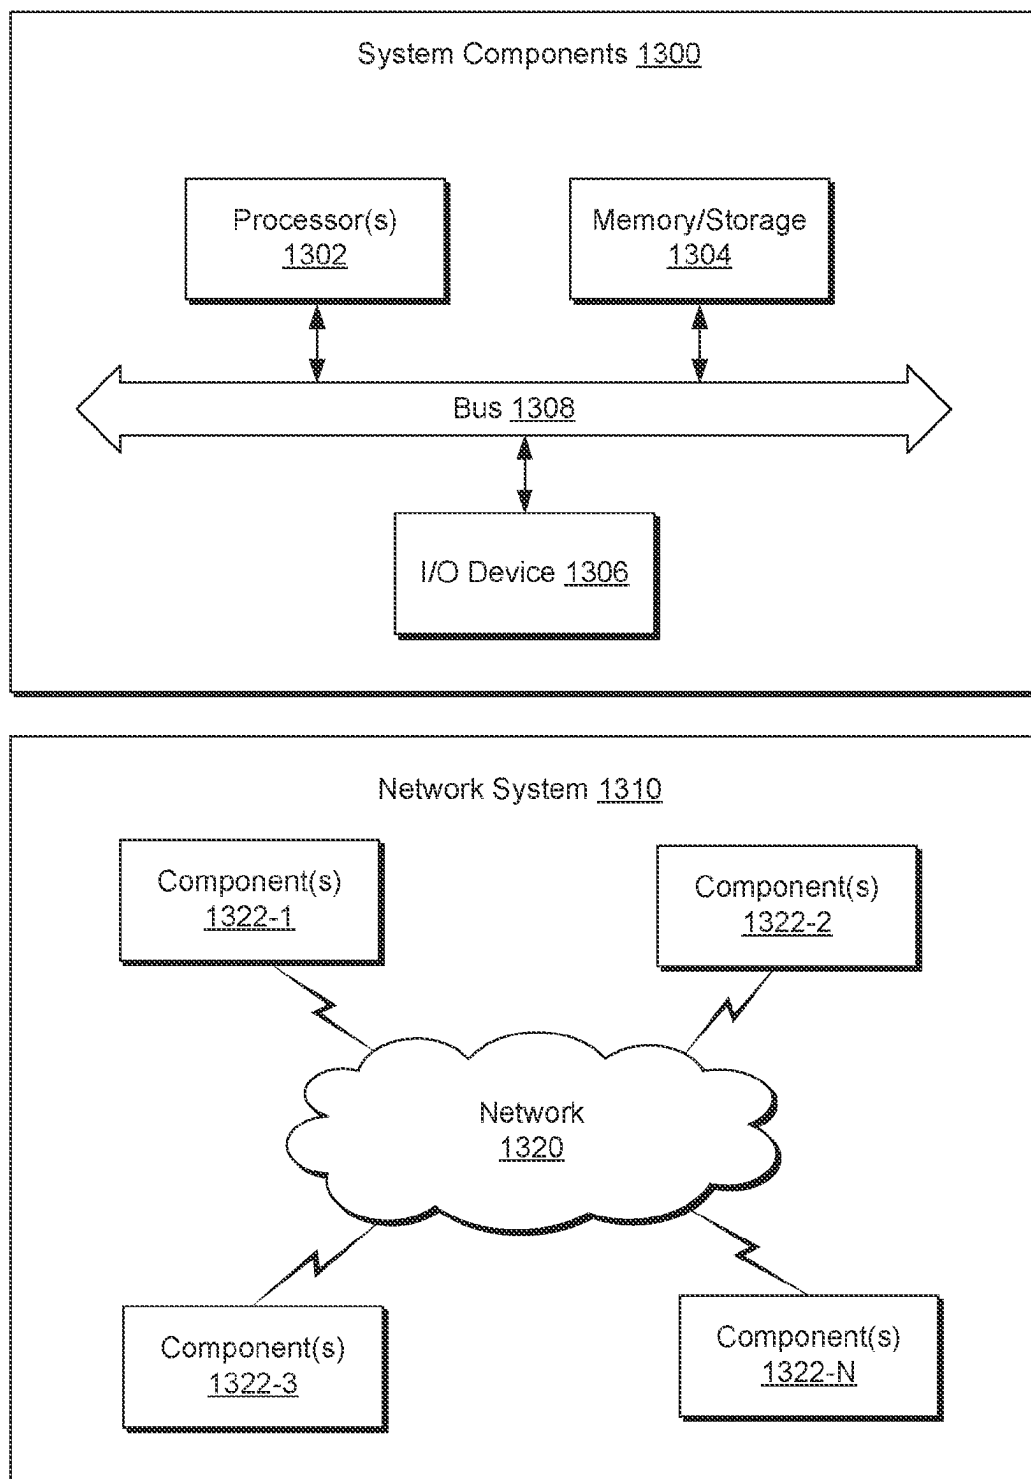 System Components 1300
Processor(s)
1302
Memory/Storage
1304
Bus 1308
I/O Device 1306
Network System 1310
Component(s)
1322-1
Component(s)
1322-2
Network
1320
Component(s)
1322-3
Component(s)
1322-N